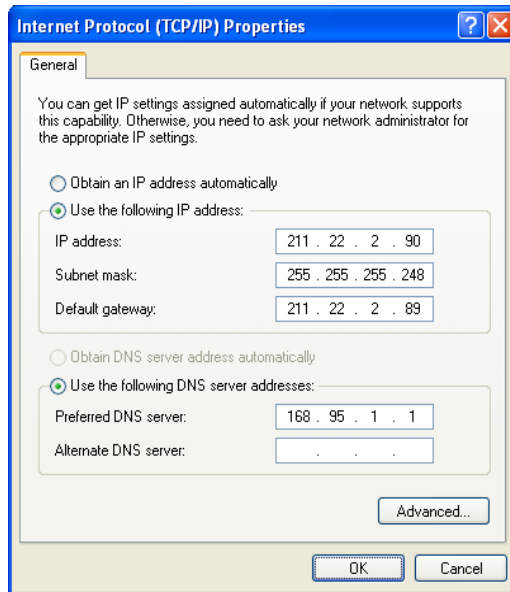 Internet Protocol (TCP/IP) Properties
General
You can get IP settings assigned automatically if your network supports
this capability. Otherwise, you need to ask your network administrator for
the appropriate IP settings.
Obtain an IP address automatically
Use the following IP address:
IP address: 211 . 22 . 2 . 90
Subnet mask: 255 . 255 . 255 . 248
Default gateway: 211 . 22 . 2 . 89
Obtain DNS server address automatically
Use the following DNS server addresses:
Preferred DNS server: 168 . 95 . 1 . 1
Alternate DNS server: . . .
Advanced...
OK Cancel